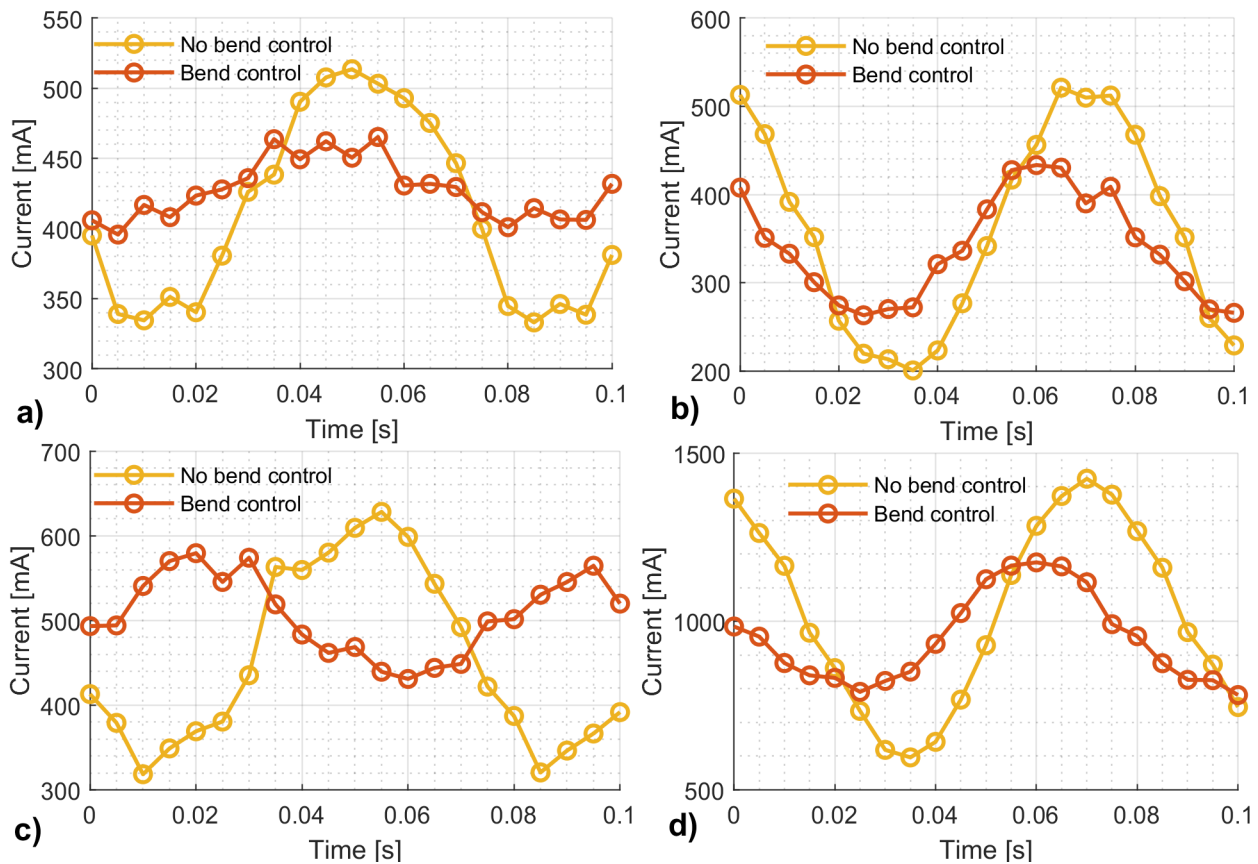 550
500
450
400
350
300
Current [mA]
No bend control
Bend control
0
0.02
0.04
0.06
0.08
0.1
Time [s]
a)
600
500
400
300
200
Current [mA]
No bend control
Bend control
0
0.02
0.04
0.06
0.08
0.1
Time [s]
b)
700
600
500
400
300
Current [mA]
No bend control
Bend control
0
0.02
0.04
0.06
0.08
0.1
Time [s]
c)
1500
1000
500
Current [mA]
No bend control
Bend control
0
0.02
0.04
0.06
0.08
0.1
Time [s]
d)